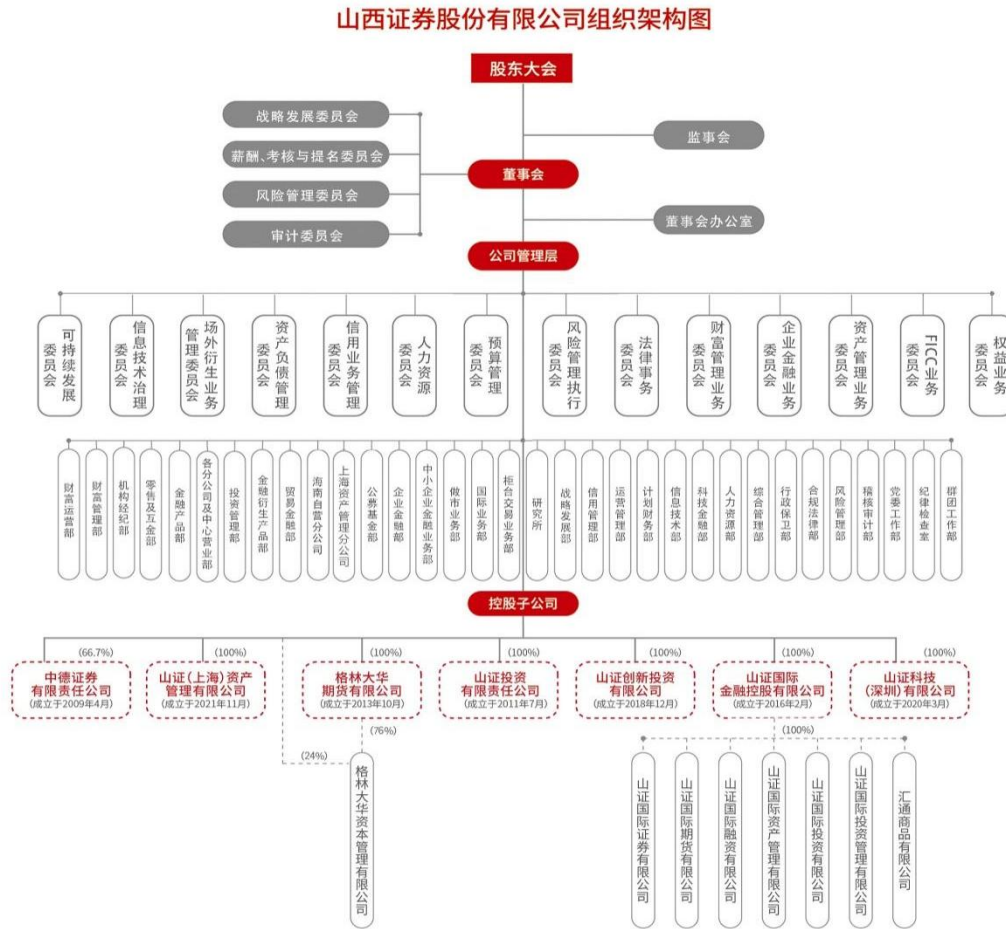 山西证券股份有限公司组织架构图
股东大会
战略发展委员会
监事会
薪酬、考核与提名委员会
董事会
风险管理委员会
董事会办公室
审计委员会
公司管理层
可持续发展
委员会
信息技术治理
委员会
场外衍生业务
管理委员会
资产负债管理
委员会
信用业务管理
委员会
人力资源
委员会
预算管理
委员会
风险管理执行
委员会
法律事务
委员会
财富管理业务
委员会
企业金融业务
委员会
资产管理业务
委员会
FICC业务
委员会
权益业务
委员会
财富运营部
财富管理部
机构经纪部
零售及互金部
金融产品部
各分公司及中心营业部
投资管理部
金融衍生产品部
贸易金融部
海南自营分公司
上海资产管理分公司
公募基金部
企业金融部
中小企业金融业务部
做市业务部
国际业务部
柜台交易业务部
研究所
战略发展部
信用管理部
运营管理部
计划财务部
信息技术部
科技金融部
人力资源部
综合管理部
行政保卫部
合规法律部
风险管理部
稽核审计部
党委工作部
纪律检查室
群团工作部
控股子公司
(66.7%)
(100%)
(100%)
(100%)
(100%)
(100%)
(100%)
中德证券
有限责任公司
(成立于2009年4月)
山证(上海)资产
管理有限公司
(成立于2021年11月)
格林大华
期货有限公司
(成立于2013年10月)
山证投资
有限责任公司
(成立于2011年7月)
山证创新投资
有限公司
(成立于2018年12月)
山证国际
金融控股有限公司
(成立于2016年2月)
山证科技
(深圳)有限公司
(成立于2020年3月)
(76%)
(100%)
(24%)
格林大华资本管理有限公司
山证国际证券有限公司
山证国际期货有限公司
山证国际融资有限公司
山证国际资产管理有限公司
山证国际投资有限公司
山证国际投资管理有限公司
汇通商品有限公司